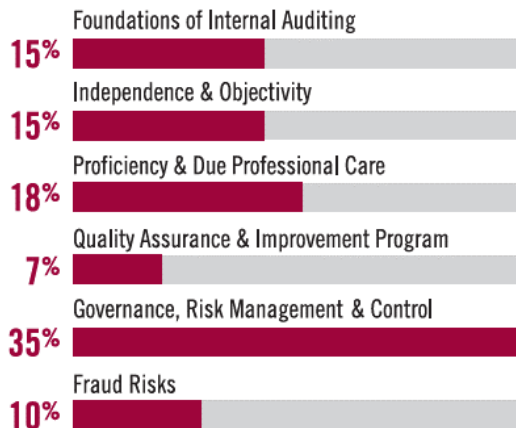 Foundations of Internal Auditing
15%
Independence & Objectivity
15%
Proficiency & Due Professional Care
18%
Quality Assurance & Improvement Program
7%
Governance, Risk Management & Control
35%
Fraud Risks
10%